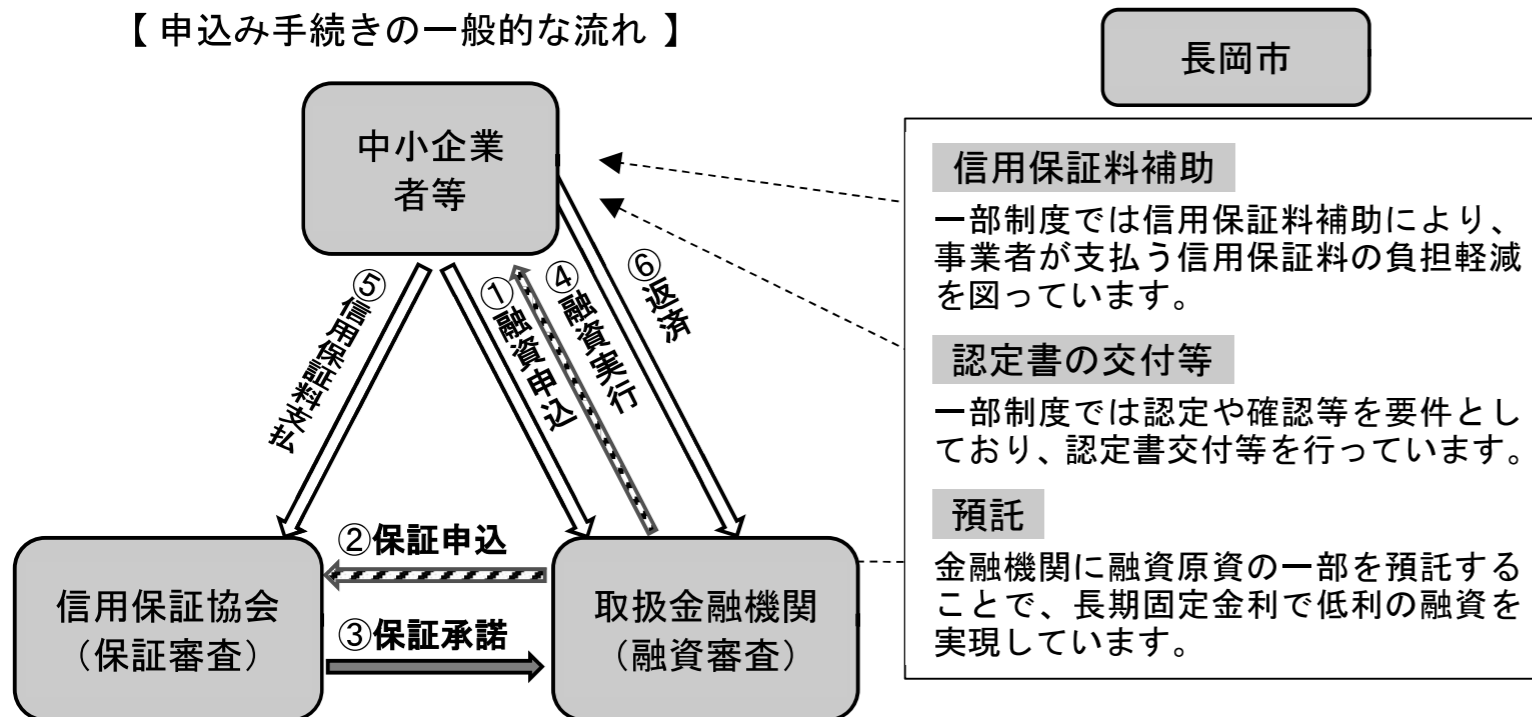 【 申込み手続きの一般的な流れ 】
中小企業
者等
⑤信用保証料支払
①融資申込
④融資実行
⑥返済
②保証申込
③保証承諾
信用保証協会
(保証審査)
取扱金融機関
(融資審査)
長岡市
信用保証料補助
一部制度では信用保証料補助により、
事業者が支払う信用保証料の負担軽減
を図っています。
認定書の交付等
一部制度では認定や確認等を要件とし
ており、認定書交付等を行っています。
預託
金融機関に融資原資の一部を預託する
ことで、長期固定金利で低利の融資を
実現しています。